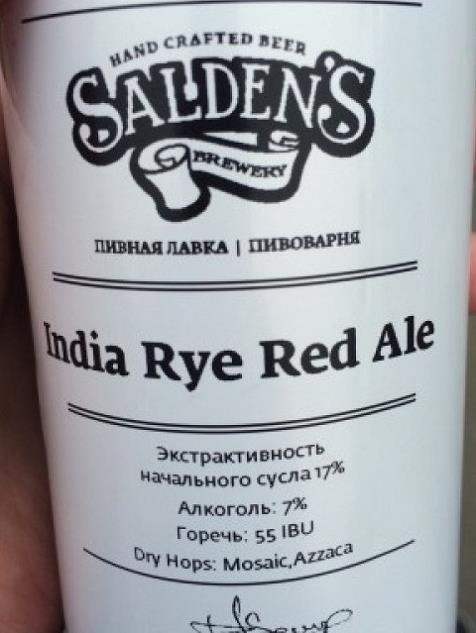 HAND CRAFTED BEER
SALDEN'S
BREWERY
ПИВНАЯ ЛАВКА | ПИВОВАРНЯ
India Rye Red Ale
Экстрактивность
начального сусла 17%
Алкоголь: 7%
Горечь: 55 IBU
Dry Hops: Mosaic,Azzaca